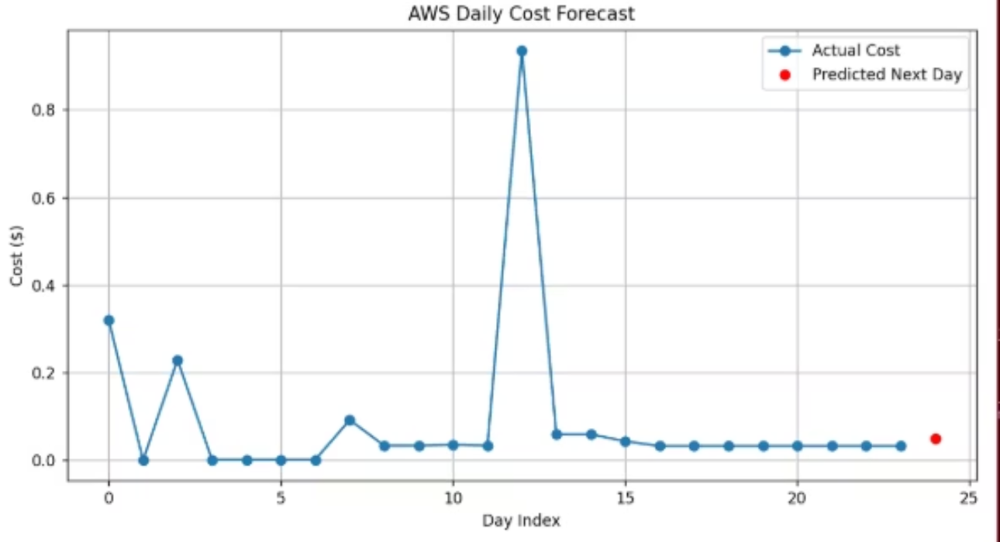 AWS Daily Cost Forecast
Actual Cost
Predicted Next Day
Cost ($)
0.8
0.6
0.4
0.2
0.0
0 5 10 15 20 25
Day Index